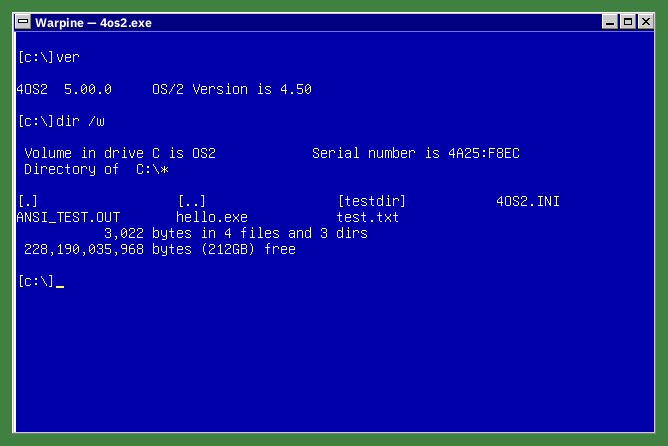 Warpine — 4os2.exe
[c:\]ver
4OS2  5.00.0     OS/2 Version is 4.50
[c:\]dir /w
Volume in drive C is OS2            Serial number is 4A25:F8EC
Directory of  C:\*
[.]                 [..]                [testdir]           4OS2.INI
ANSI_TEST.OUT       hello.exe           test.txt
3,022 bytes in 4 files and 3 dirs
228,190,035,968 bytes (212GB) free
[c:\]_